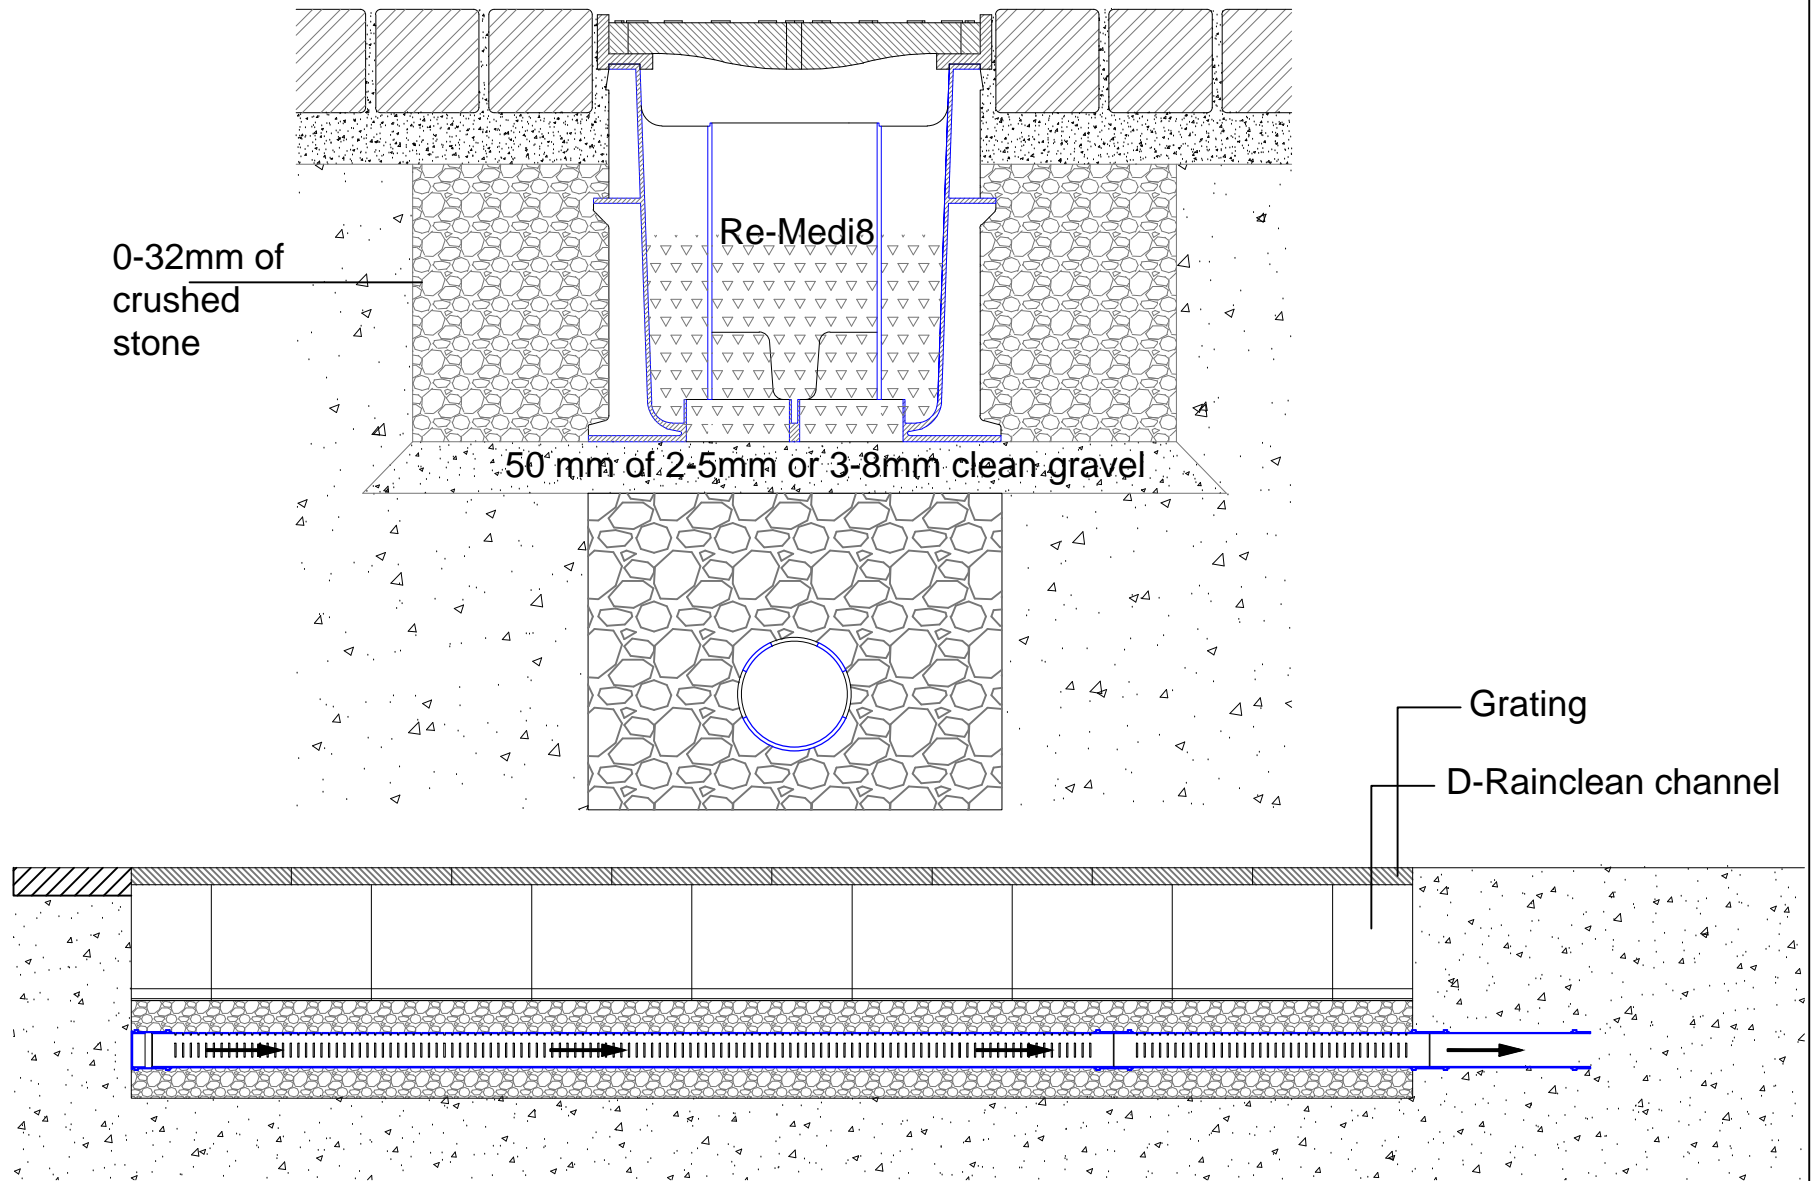 Re-Medi8
0-32mm of
crushed
stone
50 mm of 2-5mm or 3-8mm clean gravel
Grating
D-Rainclean channel